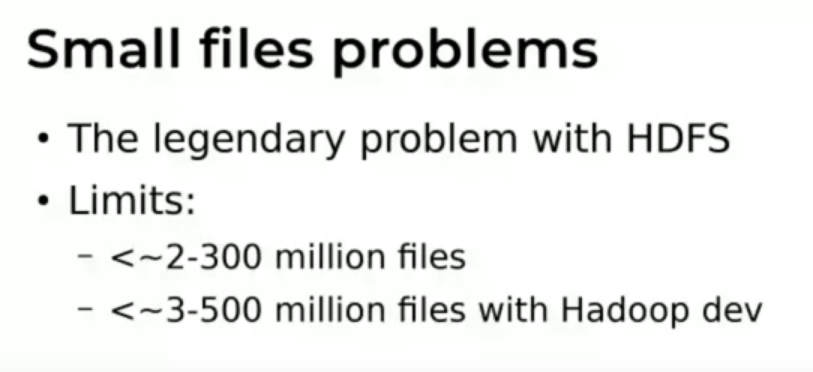 Small files problems
• The legendary problem with HDFS
• Limits:
– <~2-300 million files
– <~3-500 million files with Hadoop dev